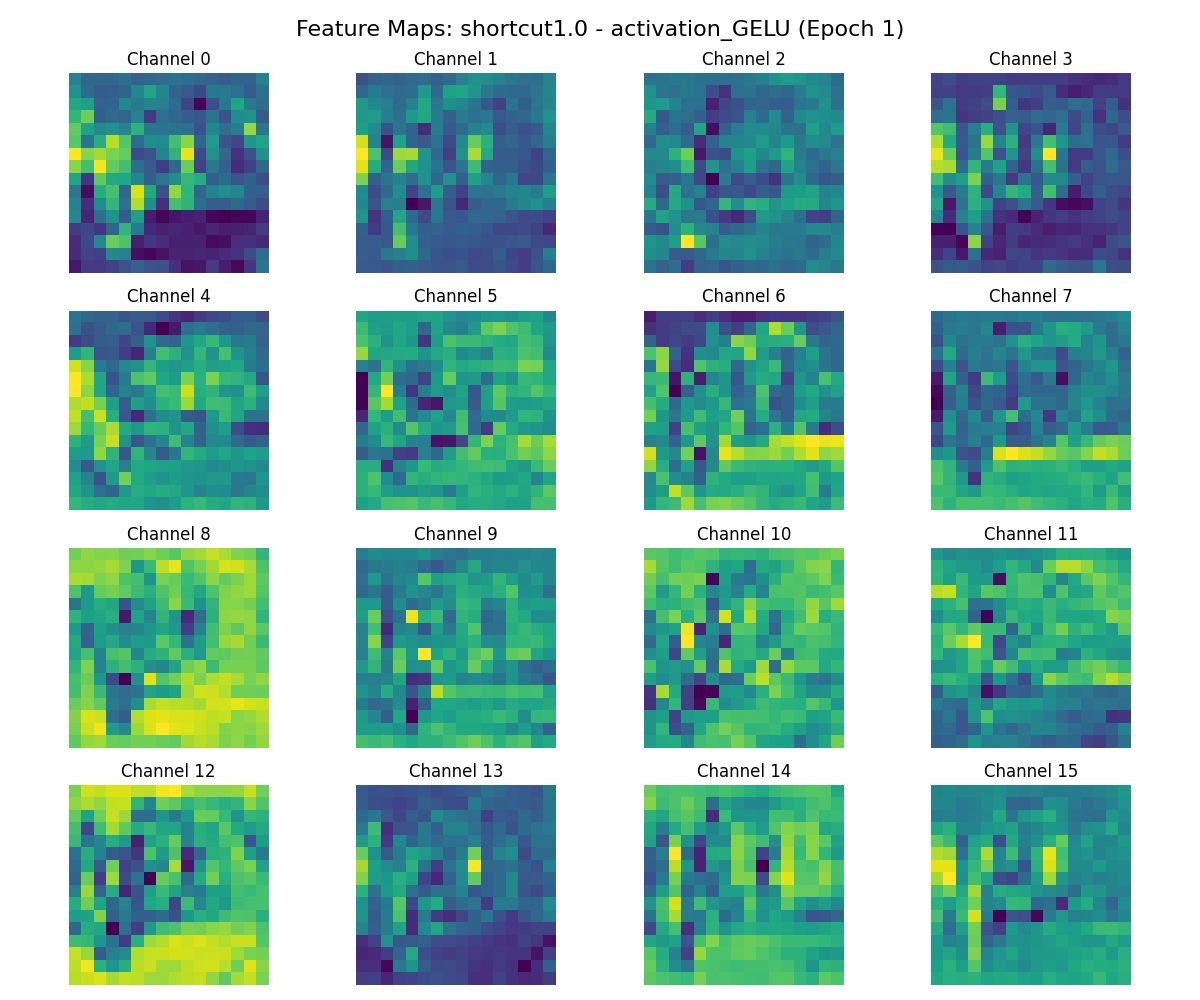 Feature Maps: shortcut1.0 - activation_GELU (Epoch 1)
Channel 0
Channel 1
Channel 2
Channel 3
Channel 4
Channel 5
Channel 6
Channel 7
Channel 8
Channel 9
Channel 10
Channel 11
Channel 12
Channel 13
Channel 14
Channel 15